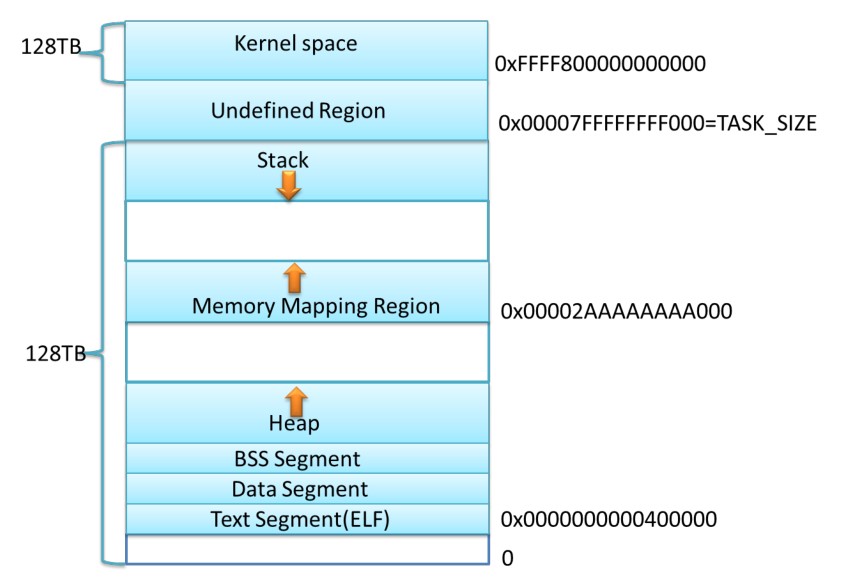 128TB
Kernel space
0xFFFF800000000000
Undefined Region
0x00007FFFFFFFF000=TASK_SIZE
Stack
Memory Mapping Region
0x00002AAAAAAAA000
128TB
Heap
BSS Segment
Data Segment
Text Segment(ELF)
0x0000000000400000
0